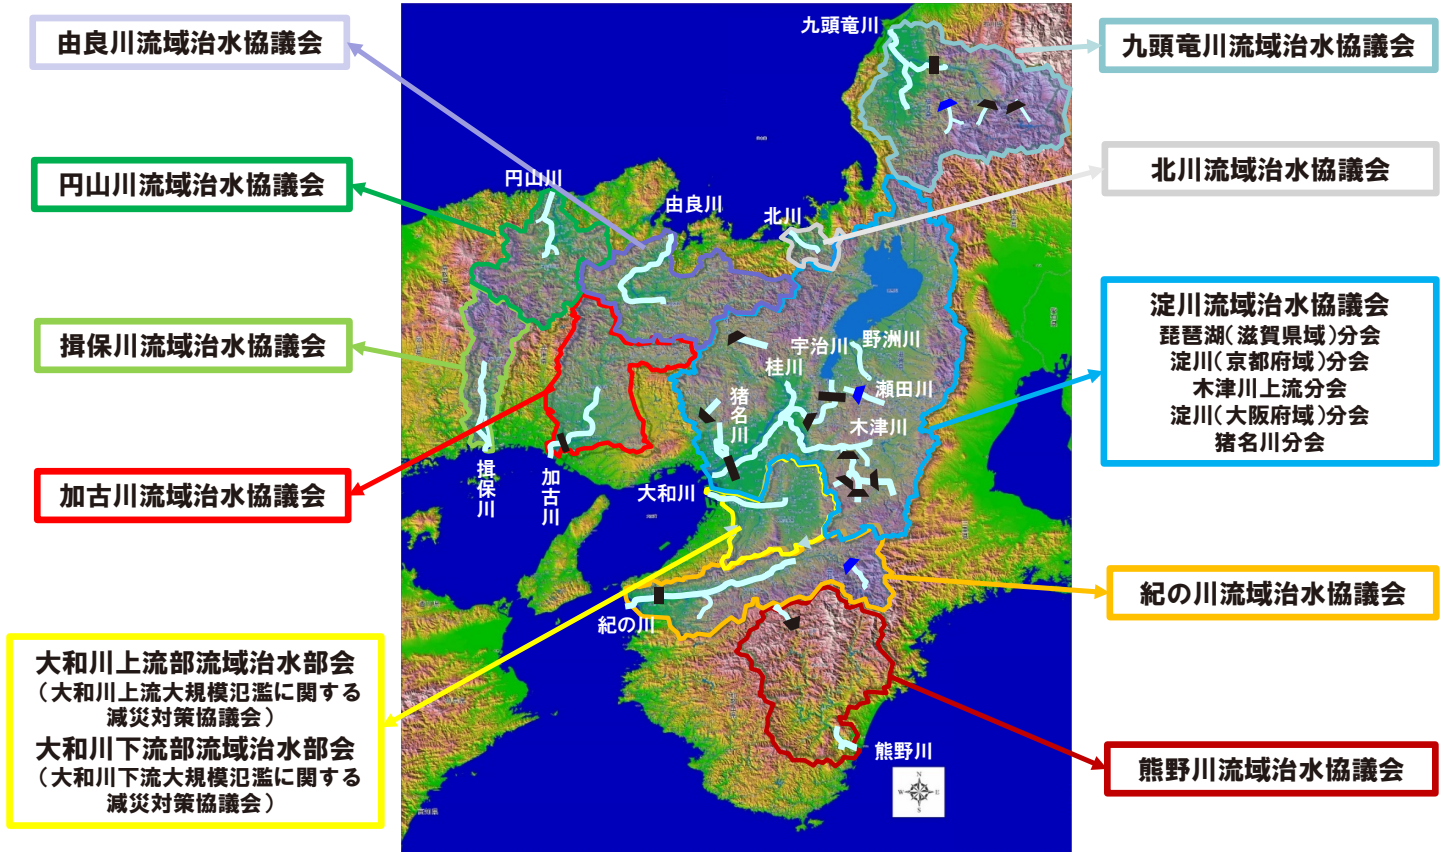 由良川流域治水協議会
円山川流域治水協議会
揖保川流域治水協議会
加古川流域治水協議会
大和川上流部流域治水部会
（大和川上流大規模氾濫に関する
減災対策協議会）
大和川下流部流域治水部会
（大和川下流大規模氾濫に関する
減災対策協議会）
九頭竜川
円山川
由良川
北川
宇治川
野洲川
桂川
瀬田川
猪名川
木津川
揖保川
加古川
大和川
紀の川
熊野川
N
W
E
S
九頭竜川流域治水協議会
北川流域治水協議会
淀川流域治水協議会
琵琶湖（滋賀県域）分会
淀川（京都府域）分会
木津川上流分会
淀川（大阪府域）分会
猪名川分会
紀の川流域治水協議会
熊野川流域治水協議会